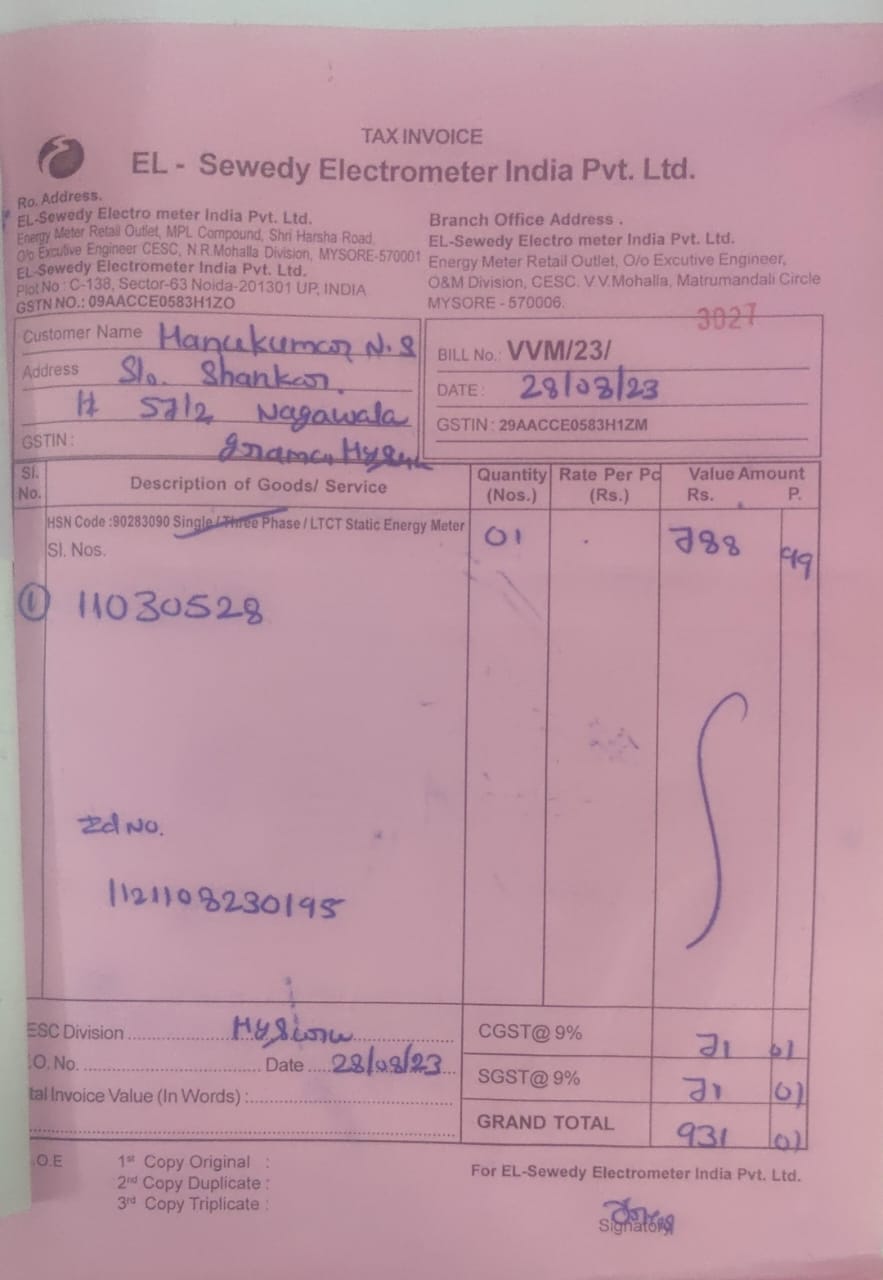 TAX INVOICE
EL - Sewedy Electrometer India Pvt. Ltd.
Ro. Address.
EL-Sewedy Electro meter India Pvt. Ltd.
Energy Meter Retail Outlet, MPL Compound, Shri Harsha Road,
O/o Excutive Engineer CESC, N.R.Mohalla Division, MYSORE-570001
EL-Sewedy Electrometer India Pvt. Ltd.
Plot No : C-138, Sector-63 Noida-201301 UP, INDIA
GSTN NO.: 09AACCE0583H1ZO
Branch Office Address .
EL-Sewedy Electro meter India Pvt. Ltd.
Energy Meter Retail Outlet, O/o Excutive Engineer,
O&M Division, CESC. V.V.Mohalla, Matrumandali Circle
MYSORE - 570006.
3027
Customer Name Manukumar N.S
Address S/o. Shankar
# 57/2 Nagawala
GSTIN : grama, Mysuru
BILL No.: VVM/23/
DATE : 28/08/23
GSTIN : 29AACCE0583H1ZM
Sl. No. Description of Goods/ Service Quantity (Nos.) Rate Per Pc (Rs.) Value Amount Rs. P.
HSN Code :90283090 Single / Three Phase / LTCT Static Energy Meter 01 788 99
Sl. Nos.
① 11030528
Id No.
1121108230195
ESC Division Mysore
.O. No. Date 28/08/23
tal Invoice Value (In Words) :
CGST@ 9% 71 01
SGST@ 9% 71 01
GRAND TOTAL 931 01
.O.E
1st Copy Original :
2nd Copy Duplicate :
3rd Copy Triplicate :
For EL-Sewedy Electrometer India Pvt. Ltd.
Signatory